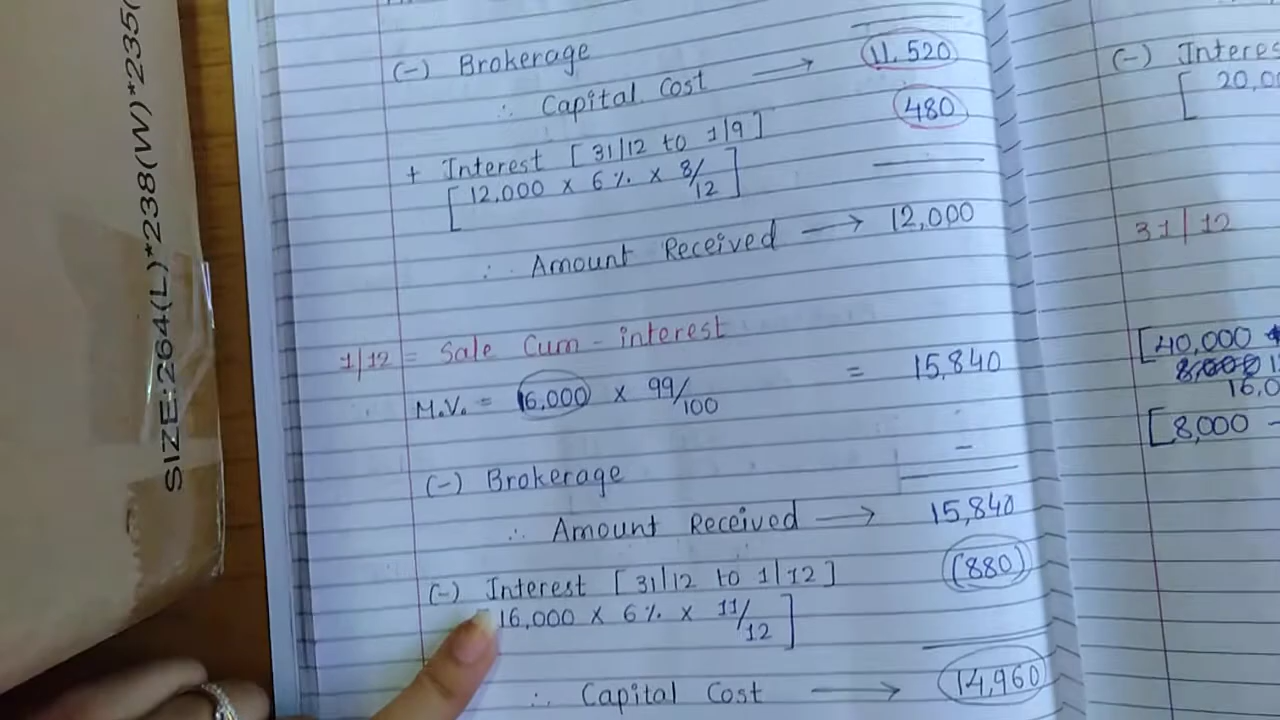 SIZE:264(L)*238(W)*235(
(-) Brokerage
∴ Capital Cost → 11,520
+ Interest [31/12 to 1/9] 480
[12,000 x 6% x 8/12]
∴ Amount Received → 12,000
1/12 = Sale Cum-interest
M.V. = 16,000 x 99/100 = 15,840
(-) Brokerage -
∴ Amount Received → 15,840
(-) Interest [31/12 to 1/12] (880)
16,000 x 6% x 11/12]
∴ Capital Cost → 14,960
(-) Interes
[ 20,00
31/12
[40,000
16,0
[8,000 -